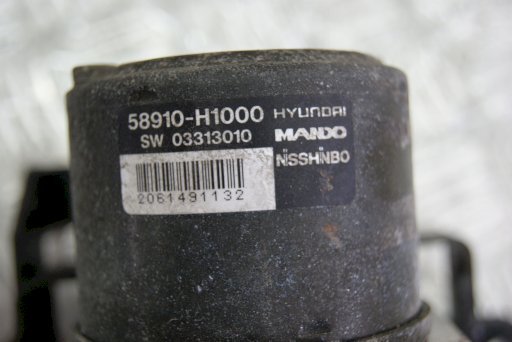 58910-H1000 HYUNDAI
SW 03313010 MANDO
NISSHINBO
2061491132